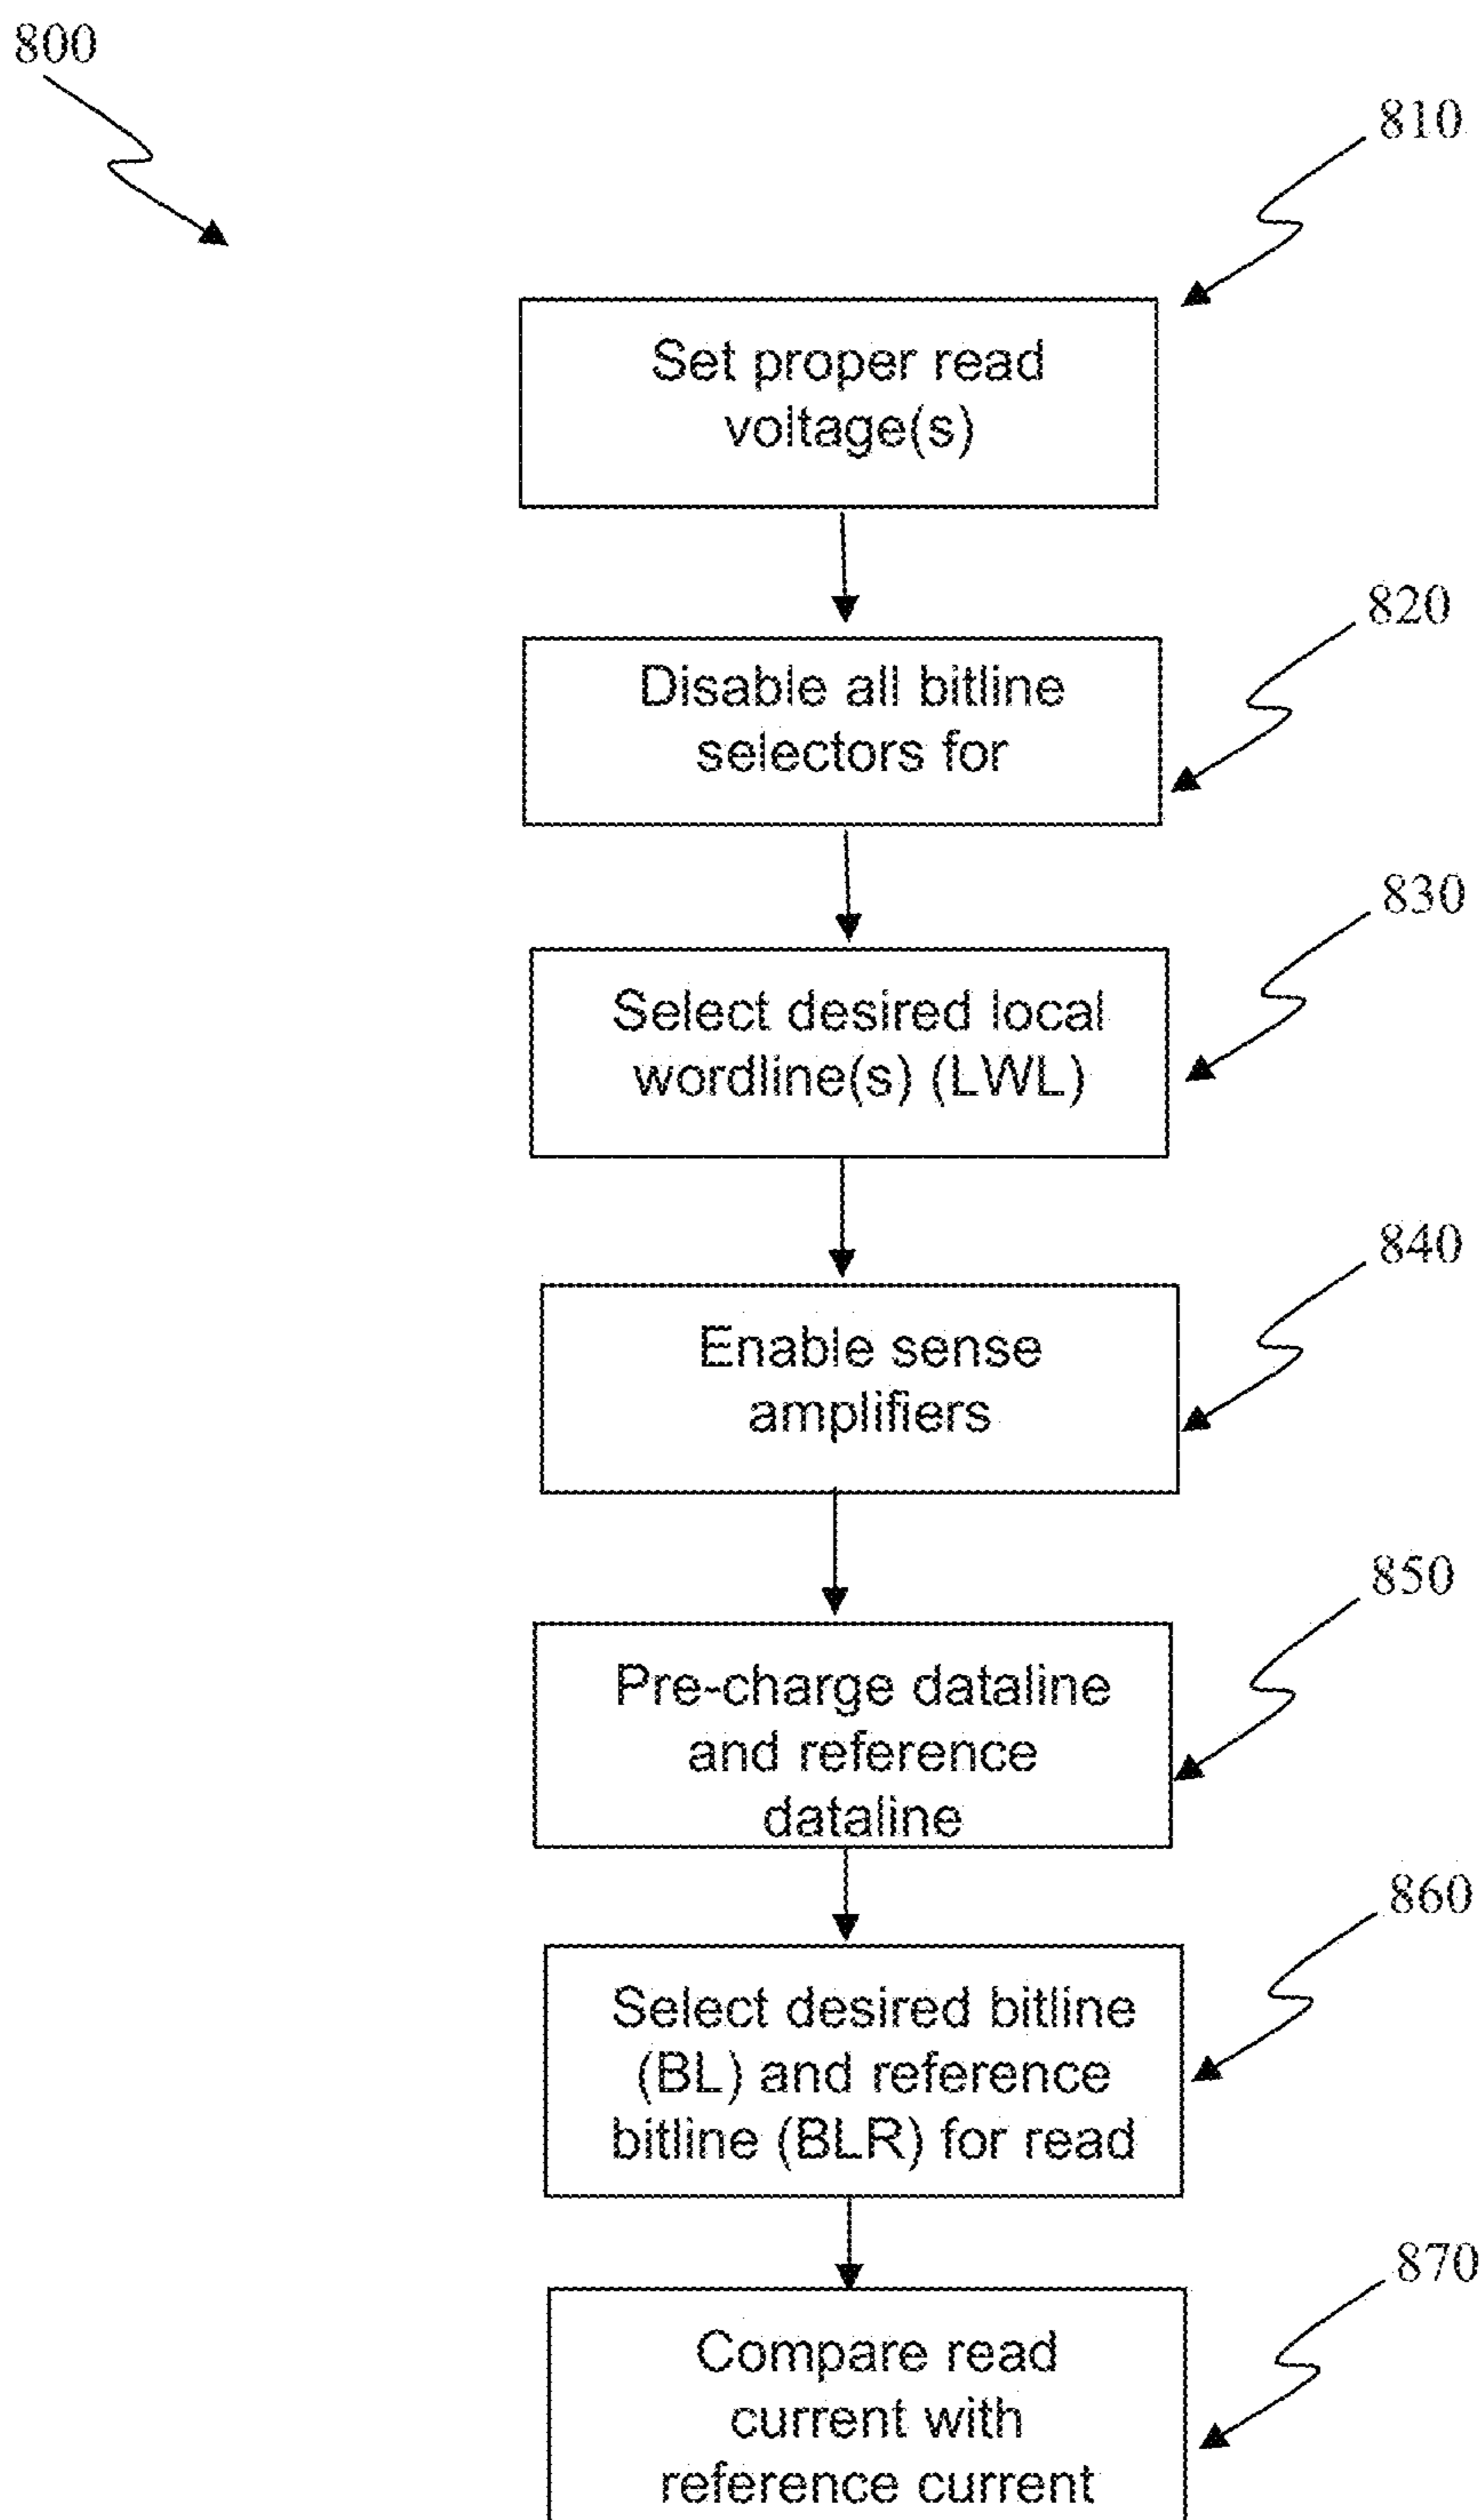 800
810
Set proper read
voltage(s)
820
Disable all bitline
selectors for
830
Select desired local
wordline(s) (LWL)
840
Enable sense
amplifiers
850
Pre-charge dataline
and reference
dataline
860
Select desired bitline
(BL) and reference
bitline (BLR) for read
870
Compare read
current with
reference current